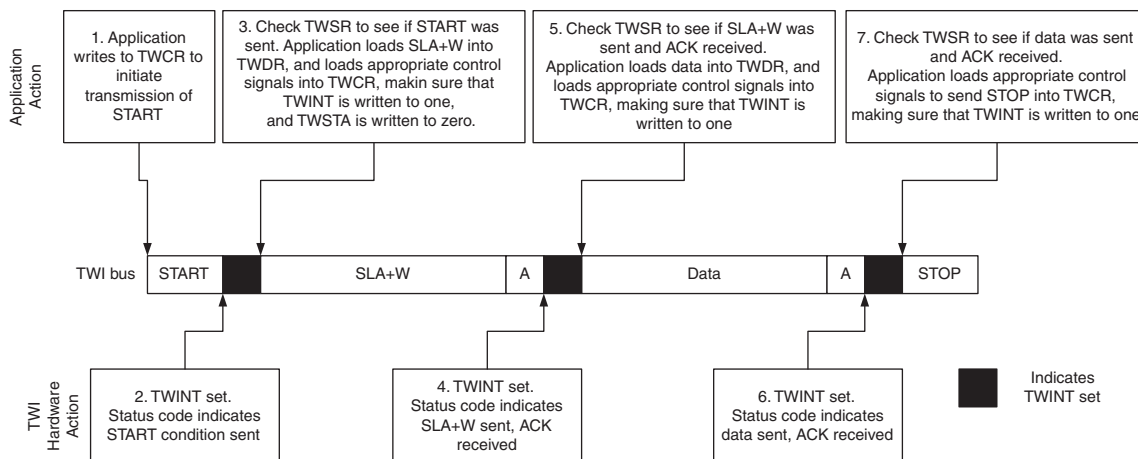 Application
Action
1. Application
writes to TWCR to
initiate
transmission of
START
3. Check TWSR to see if START was
sent. Application loads SLA+W into
TWDR, and loads appropriate control
signals into TWCR, makin sure that
TWINT is written to one,
and TWSTA is written to zero.
5. Check TWSR to see if SLA+W was
sent and ACK received.
Application loads data into TWDR, and
loads appropriate control signals into
TWCR, making sure that TWINT is
written to one
7. Check TWSR to see if data was sent
and ACK received.
Application loads appropriate control
signals to send STOP into TWCR,
making sure that TWINT is written to one
TWI bus
START
SLA+W
A
Data
A
STOP
TWI
Hardware
Action
2. TWINT set.
Status code indicates
START condition sent
4. TWINT set.
Status code indicates
SLA+W sent, ACK
received
6. TWINT set.
Status code indicates
data sent, ACK received
Indicates
TWINT set